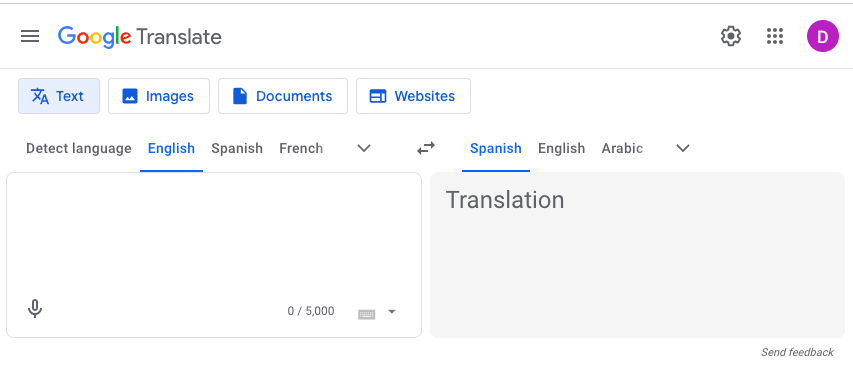 Google Translate
D
Text Images Documents Websites
Detect language English Spanish French Spanish English Arabic
Translation
0 / 5,000
Send feedback